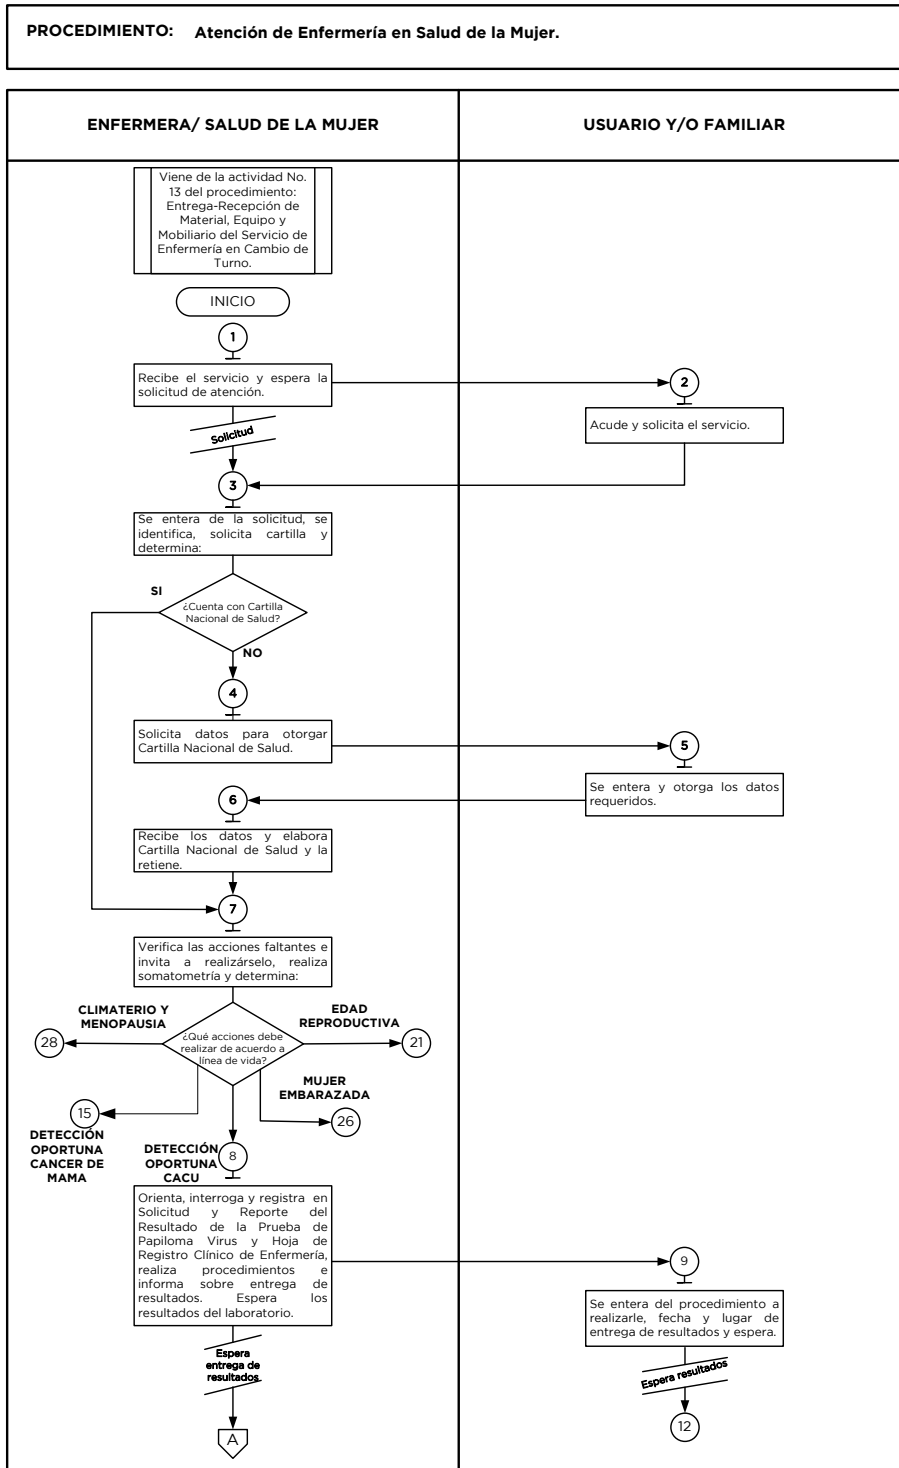 PROCEDIMIENTO: Atención de Enfermería en Salud de la Mujer.
ENFERMERA/ SALUD DE LA MUJER
USUARIO Y/O FAMILIAR
Viene de la actividad No.
13 del procedimiento:
Entrega-Recepción de
Material, Equipo y
Mobiliario del Servicio de
Enfermería en Cambio de
Turno.
INICIO
1
Recibe el servicio y espera la
solicitud de atención.
2
Acude y solicita el servicio.
Solicitud
3
Se entera de la solicitud, se
identifica, solicita cartilla y
determina:
SI
¿Cuenta con Cartilla
Nacional de Salud?
NO
4
Solicita datos para otorgar
Cartilla Nacional de Salud.
5
Se entera y otorga los datos
requeridos.
6
Recibe los datos y elabora
Cartilla Nacional de Salud y la
retiene.
7
Verifica las acciones faltantes e
invita a realizárselo, realiza
somatometría y determina:
CLIMATERIO Y
MENOPAUSIA
EDAD
REPRODUCTIVA
28
¿Qué acciones debe
realizar de acuerdo a
línea de vida?
21
MUJER
EMBARAZADA
15
26
DETECCIÓN
OPORTUNA
CANCER DE
MAMA
DETECCIÓN
OPORTUNA
CACU
8
Orienta, interroga y registra en
Solicitud y Reporte del
Resultado de la Prueba de
Papiloma Virus y Hoja de
Registro Clínico de Enfermería,
realiza procedimientos e
informa sobre entrega de
resultados. Espera los
resultados del laboratorio.
9
Se entera del procedimiento a
realizarle, fecha y lugar de
entrega de resultados y espera.
Espera
entrega de
resultados
Espera resultados
A
12